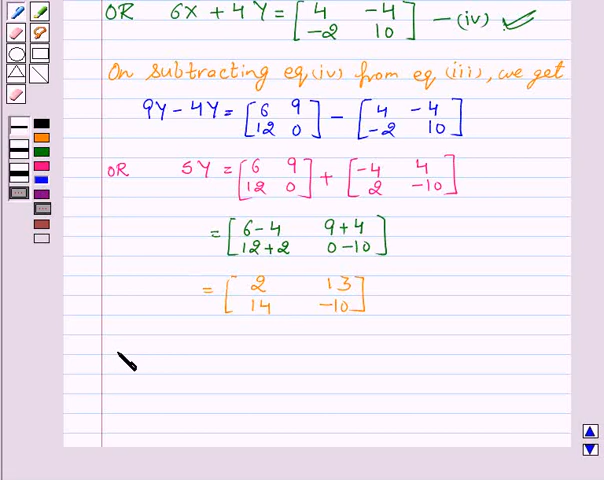 OR 6X + 4Y = [4 -4
-2 10] — (iv) ✓
On subtracting eq (iv) from eq (iii), we get
9Y - 4Y = [6 9
12 0] - [4 -4
-2 10]
OR 5Y = [6 9
12 0] + [-4 4
2 -10]
= [6-4 9+4
12+2 0-10]
= [2 13
14 -10]